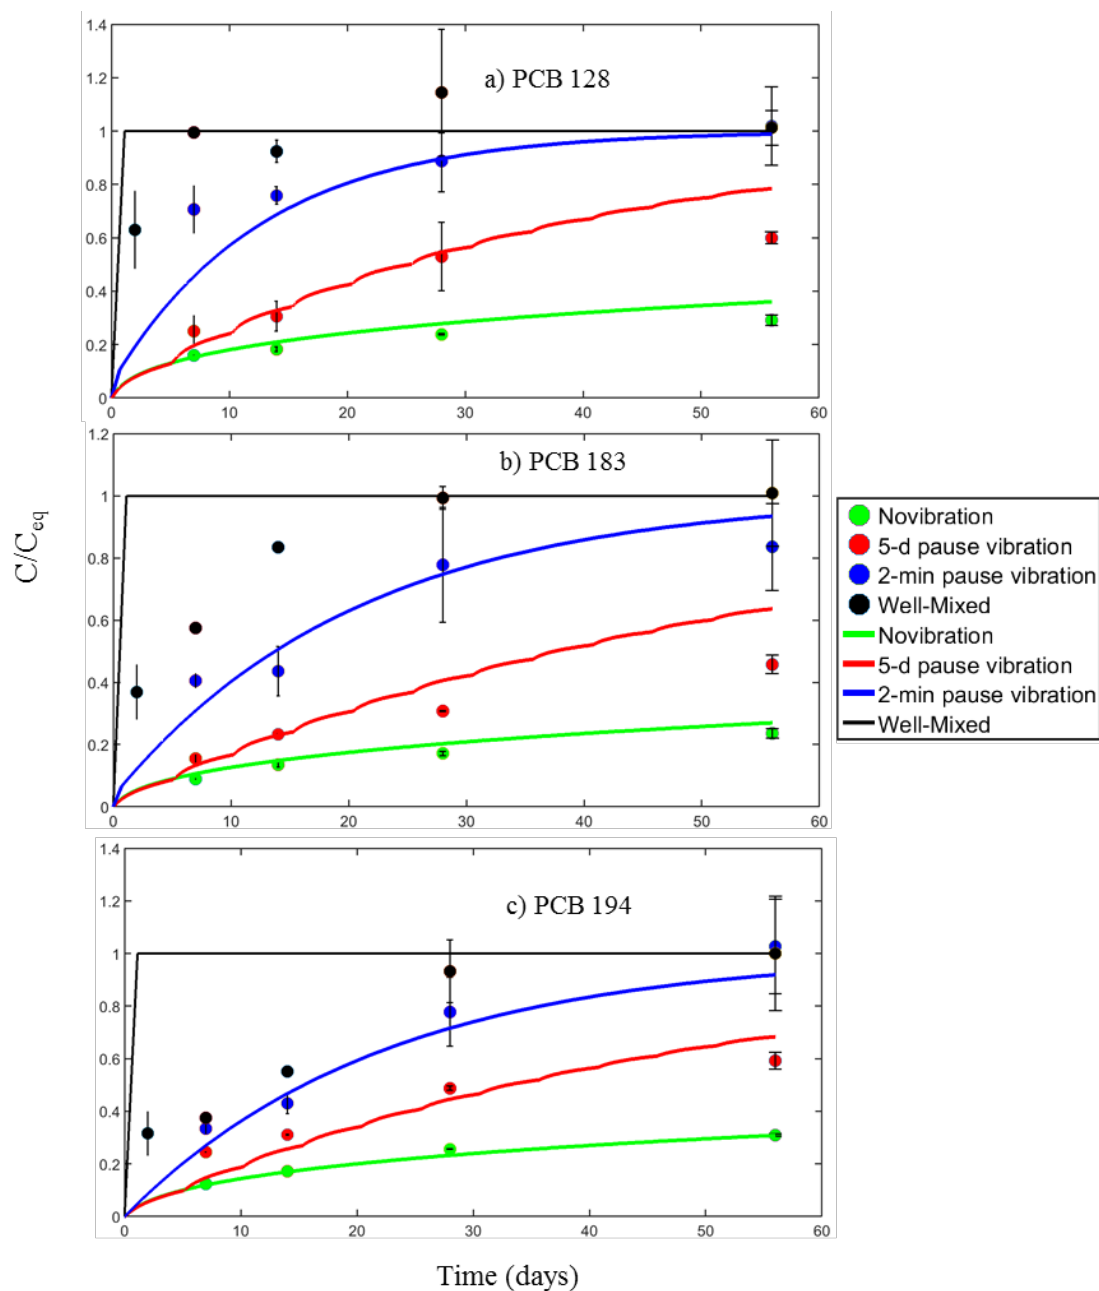 1.4
1.2
1
0.8
0.6
0.4
0.2
0
0 10 20 30 40 50 60
a) PCB 128
1.2
1
0.8
0.6
0.4
0.2
0
0 10 20 30 40 50 60
b) PCB 183
1.4
1.2
1
0.8
0.6
0.4
0.2
0
0 10 20 30 40 50 60
c) PCB 194
C/Ceq
Time (days)
Novibration
5-d pause vibration
2-min pause vibration
Well-Mixed
Novibration
5-d pause vibration
2-min pause vibration
Well-Mixed